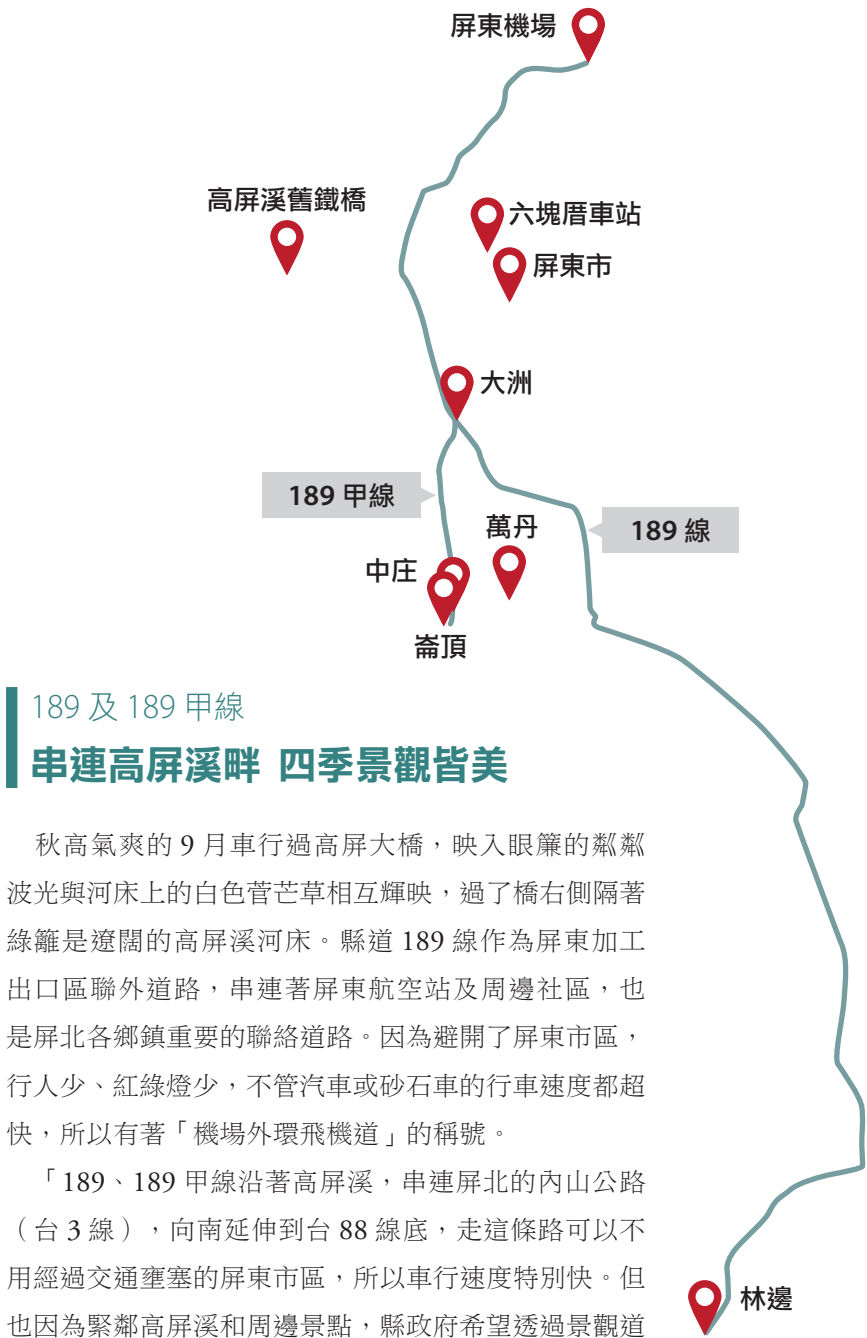 屏東機場
高屏溪舊鐵橋
六塊厝車站
屏東市
大洲
189 甲線
萬丹
189 線
中庄
崙頂
189 及 189 甲線
串連高屏溪畔 四季景觀皆美
秋高氣爽的 9 月車行過高屏大橋，映入眼簾的粼粼
波光與河床上的白色菅芒草相互輝映，過了橋右側隔著
綠籬是遼闊的高屏溪河床。縣道 189 線作為屏東加工
出口區聯外道路，串連著屏東航空站及周邊社區，也
是屏北各鄉鎮重要的聯絡道路。因為避開了屏東市區，
行人少、紅綠燈少，不管汽車或砂石車的行車速度都超
快，所以有著「機場外環飛機道」的稱號。
「189、189 甲線沿著高屏溪，串連屏北的內山公路
（台 3 線），向南延伸到台 88 線底，走這條路可以不
用經過交通壅塞的屏東市區，所以車行速度特別快。但
也因為緊鄰高屏溪和周邊景點，縣政府希望透過景觀道
林邊